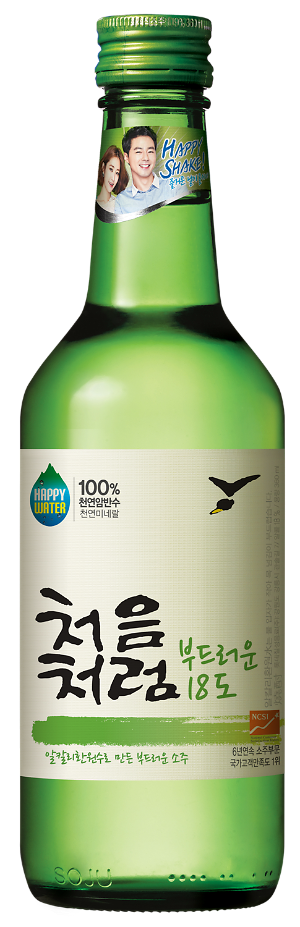 HAPPY
SHAKE!
HAPPY
WATER
100%
천연암반수
천연미네랄
처음
처럼
부드러운
18도
알칼리환원수로 만든 부드러운 소주
NCSI
6년연속 소주부문
국가고객만족도 1위
SOJU